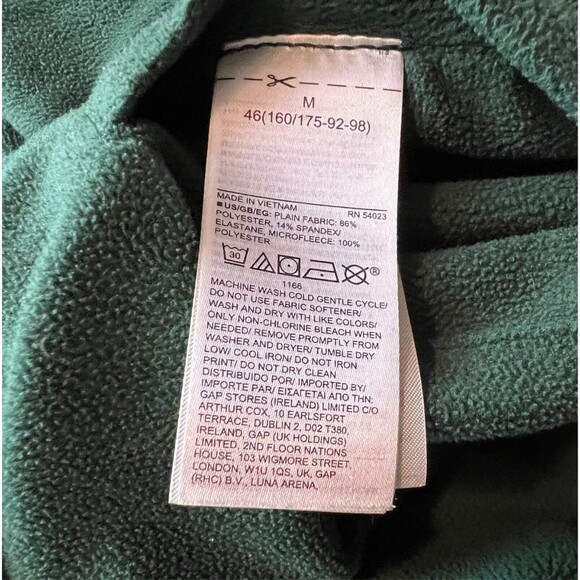 M
46(160/175-92-98)
MADE IN VIETNAM RN 54023
■ US/GB/EG: PLAIN FABRIC: 86%
POLYESTER, 14% SPANDEX/
ELASTANE, MICROFLEECE: 100%
POLYESTER
30 ®
1166
MACHINE WASH COLD GENTLE CYCLE/
DO NOT USE FABRIC SOFTENER/
WASH AND DRY WITH LIKE COLORS/
ONLY NON-CHLORINE BLEACH WHEN
NEEDED/ REMOVE PROMPTLY FROM
WASHER AND DRYER/ TUMBLE DRY
LOW/ COOL IRON/ DO NOT IRON
PRINT/ DO NOT DRY CLEAN
DISTRIBUIDO POR/ IMPORTED BY/
IMPORTE PAR/ ΕΙΣΑΓΕΤΑΙ ΑΠΟ ΤΗΝ:
GAP STORES (IRELAND) LIMITED C/O
ARTHUR COX, 10 EARLSFORT
TERRACE, DUBLIN 2, D02 T380,
IRELAND, GAP (UK HOLDINGS)
LIMITED, 2ND FLOOR NATIONS
HOUSE, 103 WIGMORE STREET,
LONDON, W1U 1QS, UK, GAP
(RHC) B.V., LUNA ARENA,